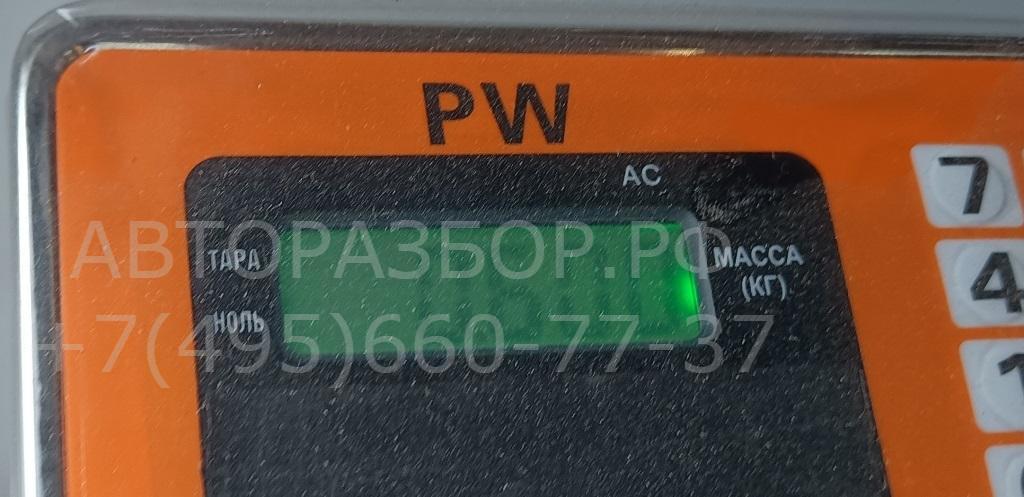 PW
AC
7
АВТОРАЗБОР.РФ
ТАРА
МАССА
(КГ)
4
НОЛЬ
+7(495)660-77-37
1